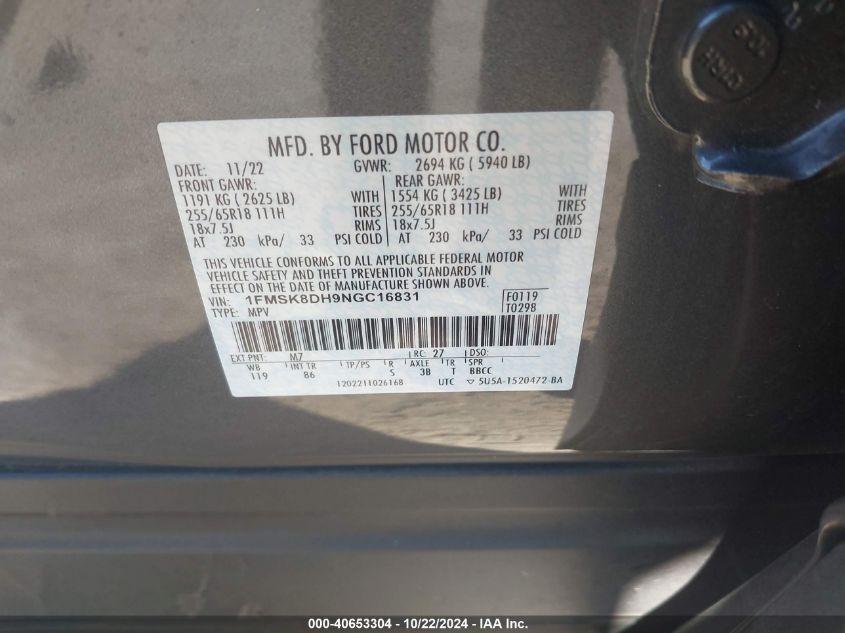 MFD. BY FORD MOTOR CO.
DATE: 11/22 GVWR: 2694 KG ( 5940 LB)
FRONT GAWR: REAR GAWR:
1191 KG ( 2625 LB) WITH 1554 KG ( 3425 LB) WITH
255/65R18 111H TIRES 255/65R18 111H TIRES
18x7.5J RIMS 18x7.5J RIMS
AT 230 kPa/ 33 PSI COLD AT 230 kPa/ 33 PSI COLD
THIS VEHICLE CONFORMS TO ALL APPLICABLE FEDERAL MOTOR
VEHICLE SAFETY AND THEFT PREVENTION STANDARDS IN
EFFECT ON THE DATE OF MANUFACTURE SHOWN ABOVE.
VIN: 1FMSK8DH9NGC16831 F0119
TYPE: MPV T0298
EXT PNT: M7 RC: 27 DSO:
WB INT TR TP/PS R AXLE TR SPR
119 86 S 3B T BBCC
1202211026168 UTC ▽ 5U5A-1520472-BA
000-40653304 - 10/22/2024 - IAA Inc.